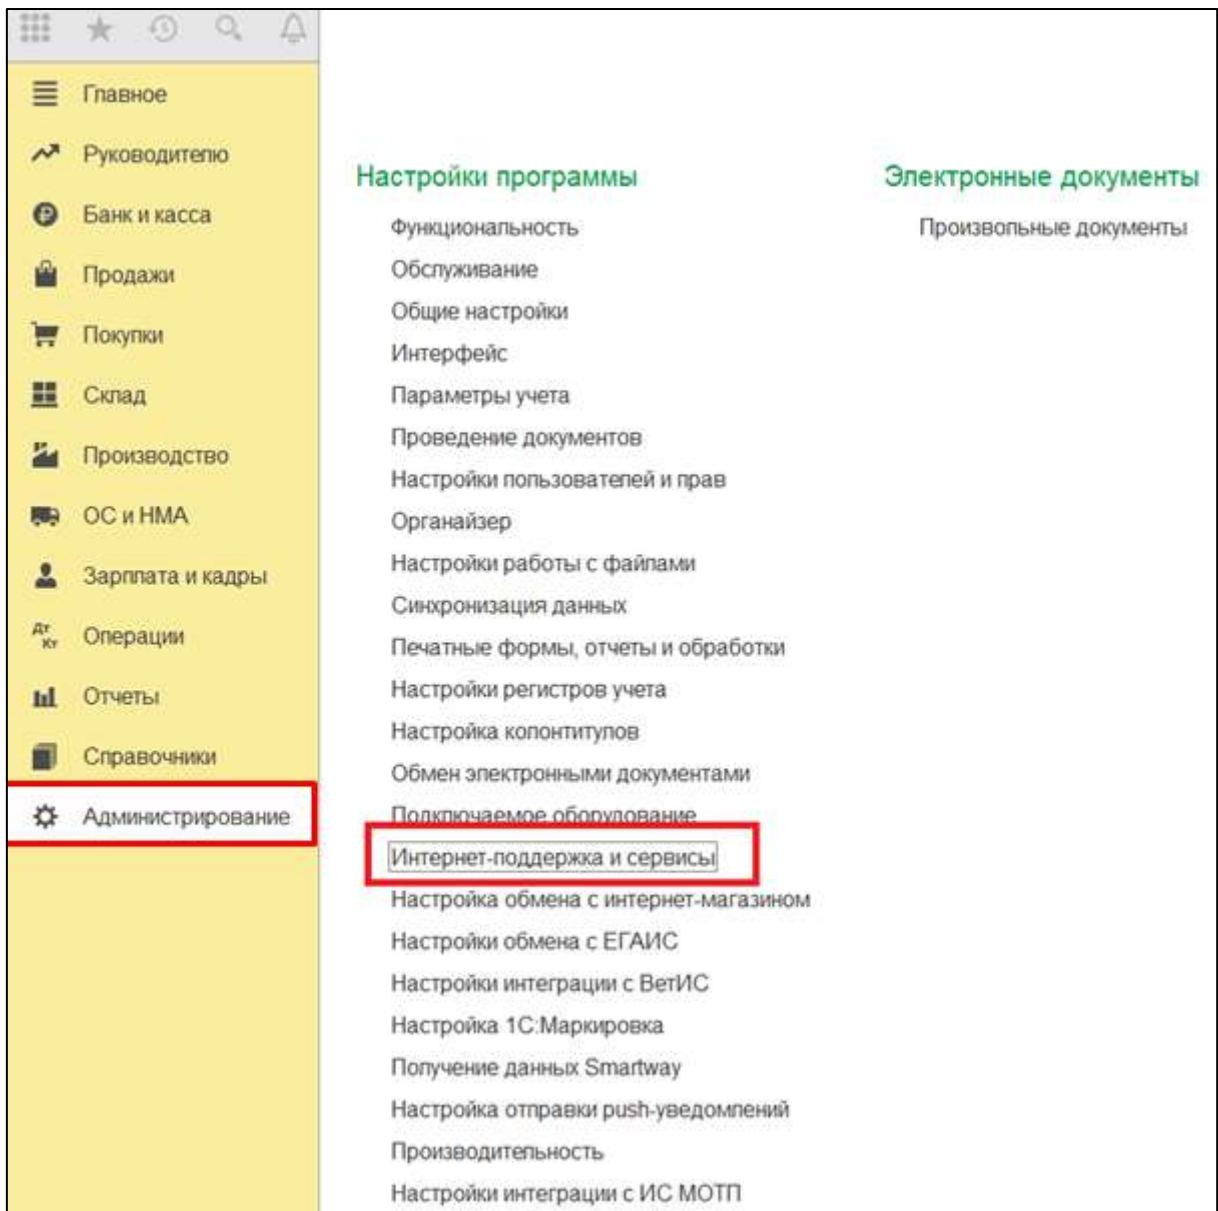 Главное
Руководителю
Банк и касса
Продажи
Покупки
Склад
Производство
ОС и НМА
Зарплата и кадры
Дт Кт Операции
Отчеты
Справочники
Администрирование
Настройки программы
Функциональность
Обслуживание
Общие настройки
Интерфейс
Параметры учета
Проведение документов
Настройки пользователей и прав
Органайзер
Настройки работы с файлами
Синхронизация данных
Печатные формы, отчеты и обработки
Настройки регистров учета
Настройка колонтитулов
Обмен электронными документами
Подключаемое оборудование
Интернет-поддержка и сервисы
Настройка обмена с интернет-магазином
Настройки обмена с ЕГАИС
Настройки интеграции с ВетИС
Настройка 1С:Маркировка
Получение данных Smartway
Настройка отправки push-уведомлений
Производительность
Настройки интеграции с ИС МОТП
Электронные документы
Произвольные документы